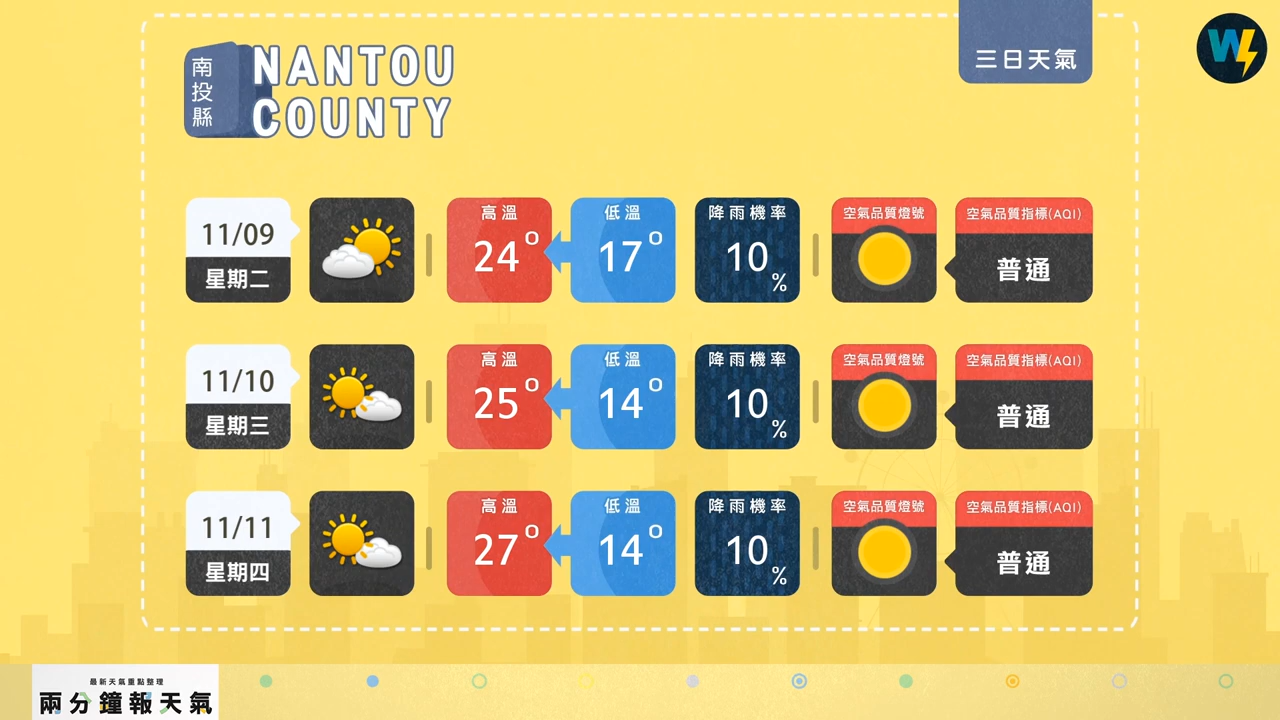 南投縣
NANTOU
COUNTY
三日天氣
W
11/09
星期二
高溫
24°
低溫
17°
降雨機率
10%
空氣品質燈號
空氣品質指標(AQI)
普通
11/10
星期三
高溫
25°
低溫
14°
降雨機率
10%
空氣品質燈號
空氣品質指標(AQI)
普通
11/11
星期四
高溫
27°
低溫
14°
降雨機率
10%
空氣品質燈號
空氣品質指標(AQI)
普通
最新天氣重點整理
兩分鐘報天氣